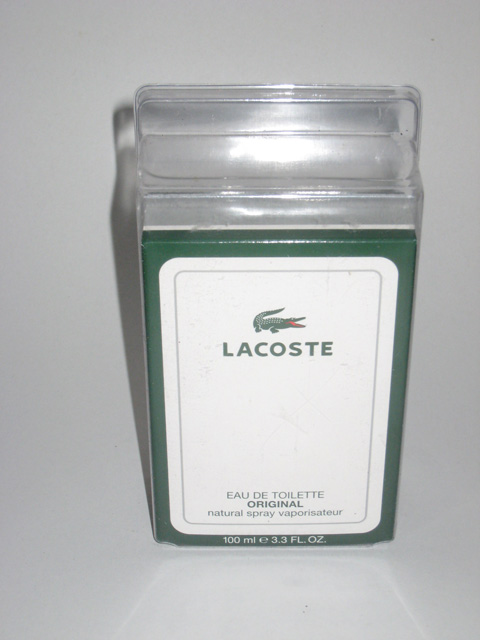 LACOSTE
EAU DE TOILETTE
ORIGINAL
natural spray vaporisateur
100 ml ℮ 3.3 FL. OZ.